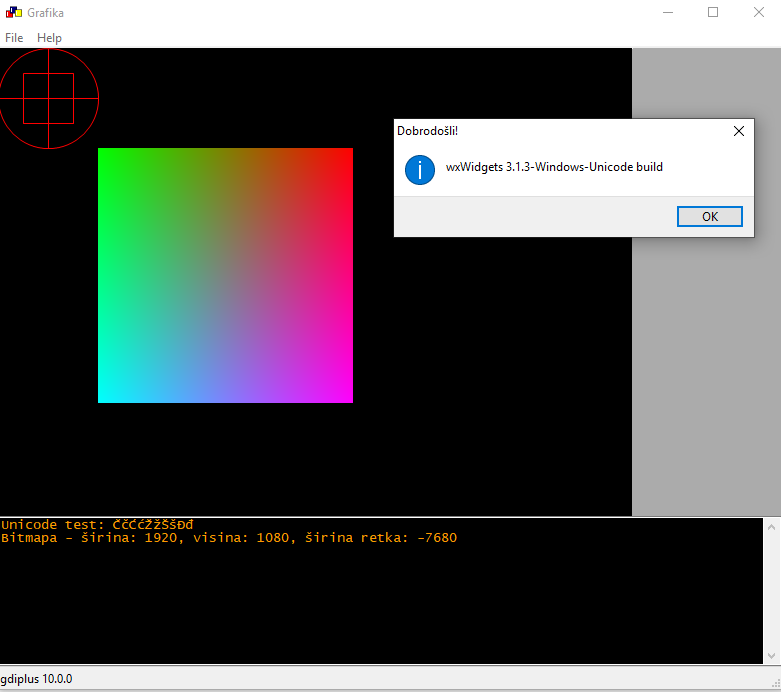 Grafika
File Help
Dobrodošli!
wxWidgets 3.1.3-Windows-Unicode build
OK
Unicode test: ČčĆćŽžŠšĐđ
Bitmapa - širina: 1920, visina: 1080, širina retka: -7680
gdiplus 10.0.0